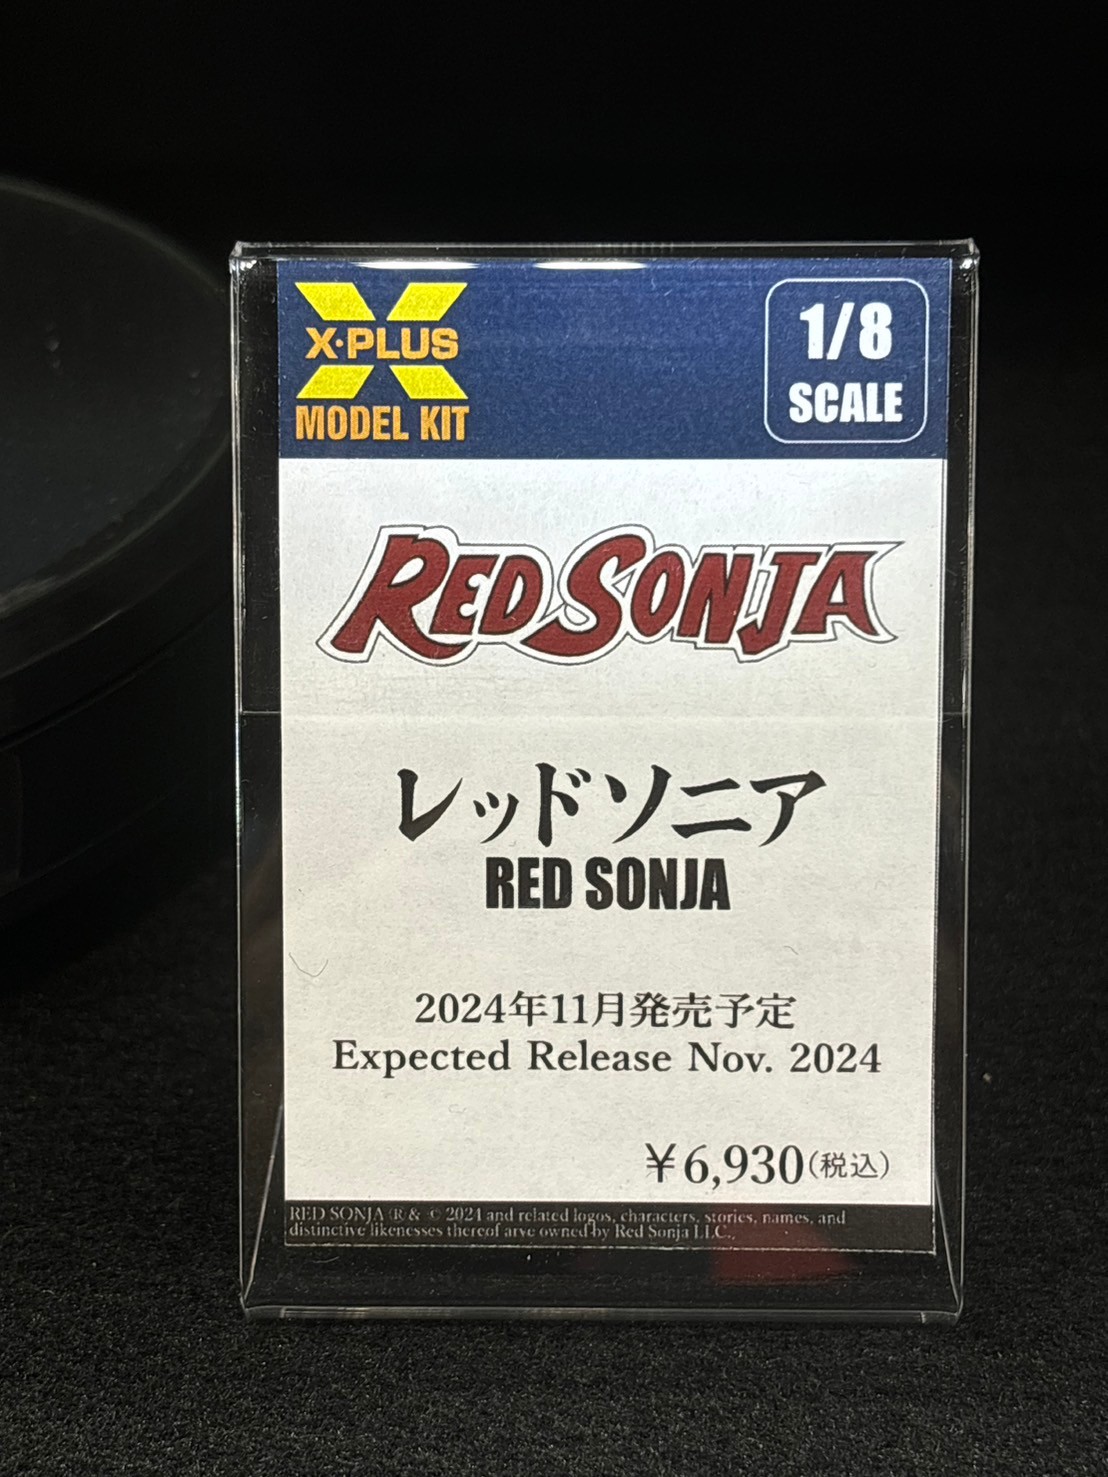 X·PLUS
MODEL KIT
1/8
SCALE
RED SONJA
レッドソニア
RED SONJA
2024年11月発売予定
Expected Release Nov. 2024
￥6,930(税込)
RED SONJA ® & © 2024 and related logos, characters, stories, names, and
distinctive likenesses thereof arve owned by Red Sonja LLC.,